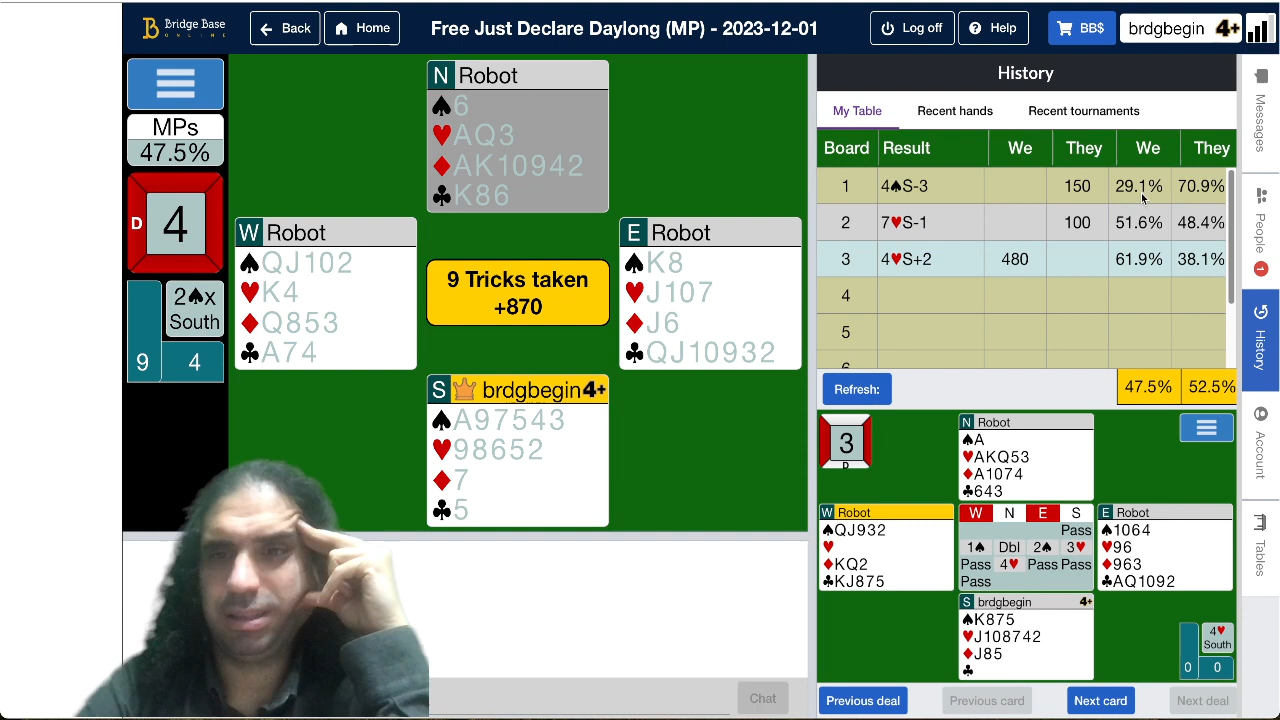 Bridge Base
ONLINE
Back
Home
Free Just Declare Daylong (MP) - 2023-12-01
Log off
Help
BB$
brdgbegin 4+
MPs
47.5%
D
4
2♠x
South
9
4
N Robot
♠6
♥AQ3
♦AK10942
♣K86
W Robot
♠QJ102
♥K4
♦Q853
♣A74
9 Tricks taken
+870
E Robot
♠K8
♥J107
♦J6
♣QJ10932
S brdgbegin 4+
♠A97543
♥98652
♦7
♣5
Chat
History
My Table Recent hands Recent tournaments
Board Result We They We They
1 4♠S-3 150 29.1% 70.9%
2 7♥S-1 100 51.6% 48.4%
3 4♥S+2 480 61.9% 38.1%
4
5
Refresh:
47.5% 52.5%
3
D
N Robot
♠A
♥AKQ53
♦A1074
♣643
W Robot
♠QJ932
♥
♦KQ2
♣KJ875
W N E S
Pass
1♠ Dbl 2♠ 3♥
Pass 4♥ Pass Pass
Pass
E Robot
♠1064
♥96
♦963
♣AQ1092
S brdgbegin 4+
♠K875
♥J108742
♦J85
♣
4♥
South
0
0
Previous deal
Previous card
Next card
Next deal
Messages
People
1
History
Account
Tables